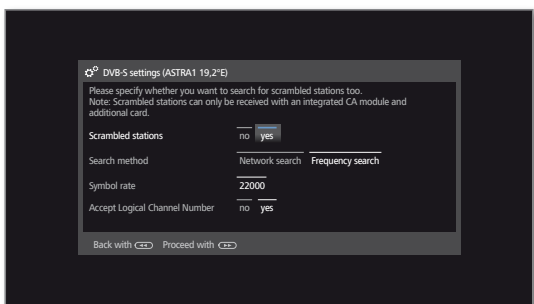 DVB-S settings (ASTRA1 19,2°E)
Please specify whether you want to search for scrambled stations too.
Note: Scrambled stations can only be received with an integrated CA module and
additional card.
Scrambled stations no yes
Search method Network search Frequency search
Symbol rate 22000
Accept Logical Channel Number no yes
Back with Proceed with